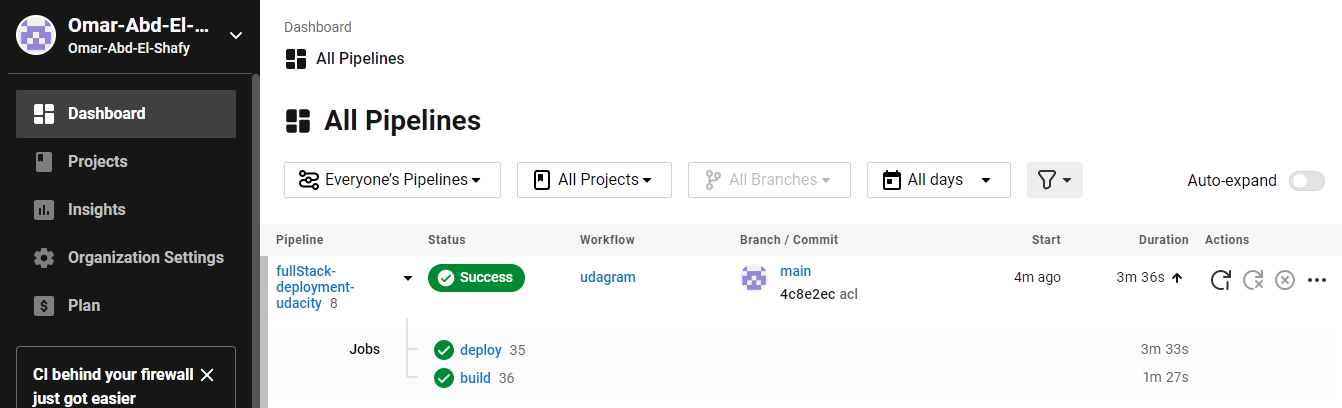 Omar-Abd-El-...
Omar-Abd-El-Shafy
Dashboard
Projects
Insights
Organization Settings
Plan
CI behind your firewall
just got easier
Dashboard
All Pipelines
All Pipelines
Everyone’s Pipelines
All Projects
All Branches
All days
Auto-expand
Pipeline Status Workflow Branch / Commit Start Duration Actions
fullStack-
deployment-
udacity 8
Success
udagram
main
4c8e2ec acl
4m ago
3m 36s
Jobs
deploy 35
3m 33s
build 36
1m 27s